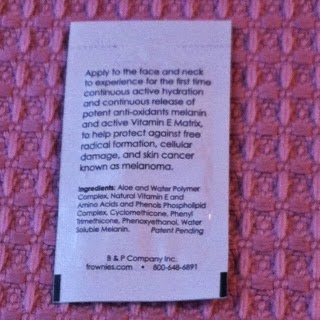 Apply to the face and neck
to experience for the first time
continuous active hydration
and continuous release of
potent anti-oxidants melanin
and active Vitamin E Matrix,
to help protect against free
radical formation, cellular
damage, and skin cancer
known as melanoma.
Ingredients: Aloe and Water Polymer
Complex, Natural Vitamin E and
Amino Acids and Phenols Phospholipid
Complex, Cyclomethicone, Phenyl
Trimethicone, Phenoxyethanol, Water
Soluble Melanin. Patent Pending
B & P Company Inc.
frownies.com • 800-648-6891